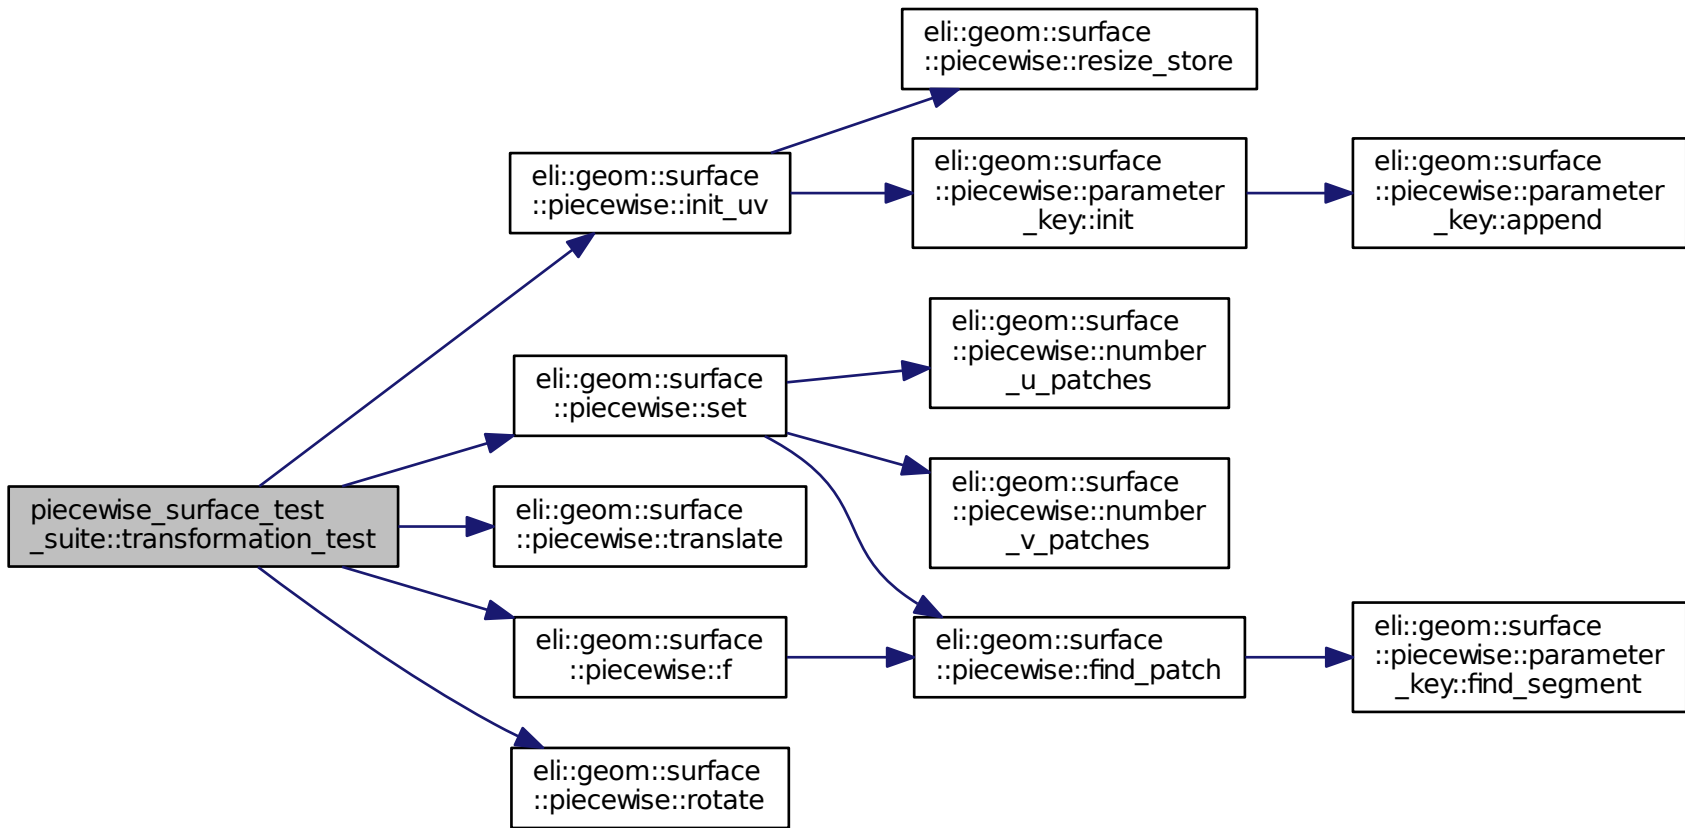 eli::geom::surface
::piecewise::resize_store
eli::geom::surface
::piecewise::init_uv
eli::geom::surface
::piecewise::parameter
_key::init
eli::geom::surface
::piecewise::parameter
_key::append
eli::geom::surface
::piecewise::number
_u_patches
eli::geom::surface
::piecewise::set
eli::geom::surface
::piecewise::number
_v_patches
piecewise_surface_test
_suite::transformation_test
eli::geom::surface
::piecewise::translate
eli::geom::surface
::piecewise::f
eli::geom::surface
::piecewise::find_patch
eli::geom::surface
::piecewise::parameter
_key::find_segment
eli::geom::surface
::piecewise::rotate